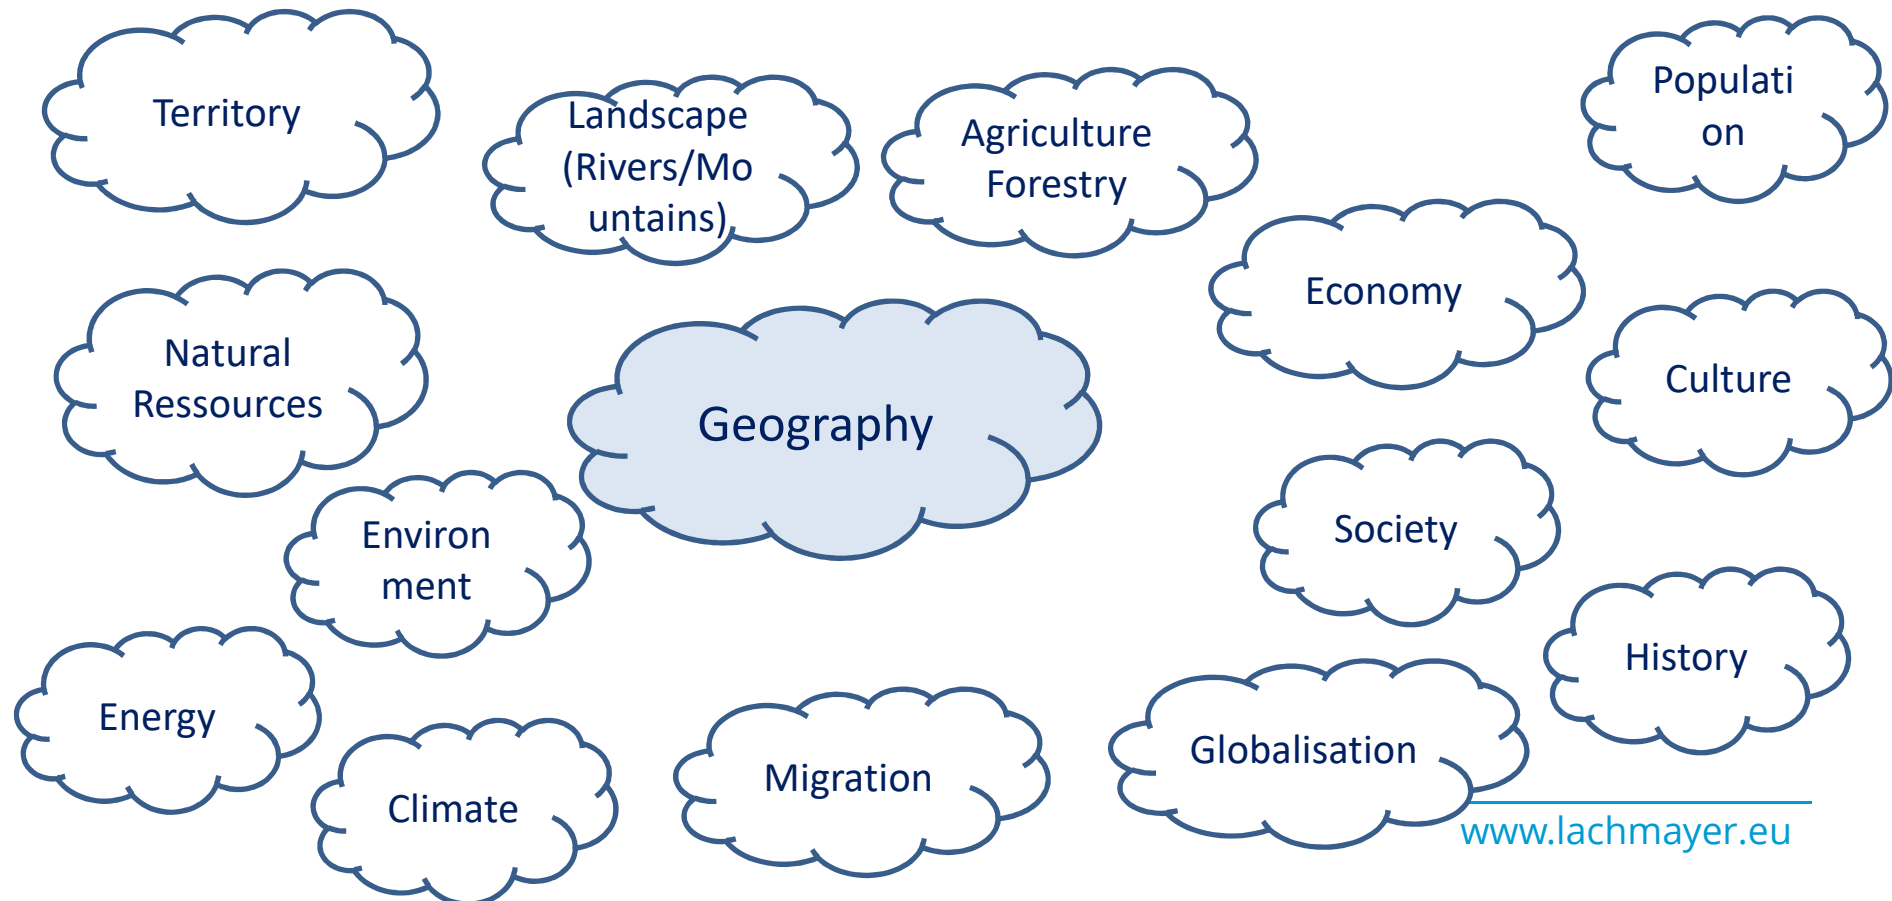 Territory
Landscape
(Rivers/Mo
untains)
Agriculture
Forestry
Populati
on
Economy
Natural
Ressources
Geography
Culture
Environ
ment
Society
History
Energy
Climate
Migration
Globalisation
www.lachmayer.eu